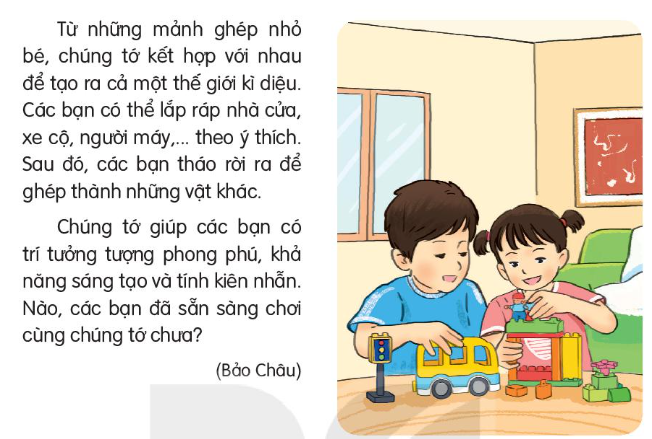 Từ những mảnh ghép nhỏ
bé, chúng tớ kết hợp với nhau
để tạo ra cả một thế giới kì diệu.
Các bạn có thể lắp ráp nhà cửa,
xe cộ, người máy,... theo ý thích.
Sau đó, các bạn tháo rời ra để
ghép thành những vật khác.
Chúng tớ giúp các bạn có
trí tưởng tượng phong phú, khả
năng sáng tạo và tính kiên nhẫn.
Nào, các bạn đã sẵn sàng chơi
cùng chúng tớ chưa?
(Bảo Châu)